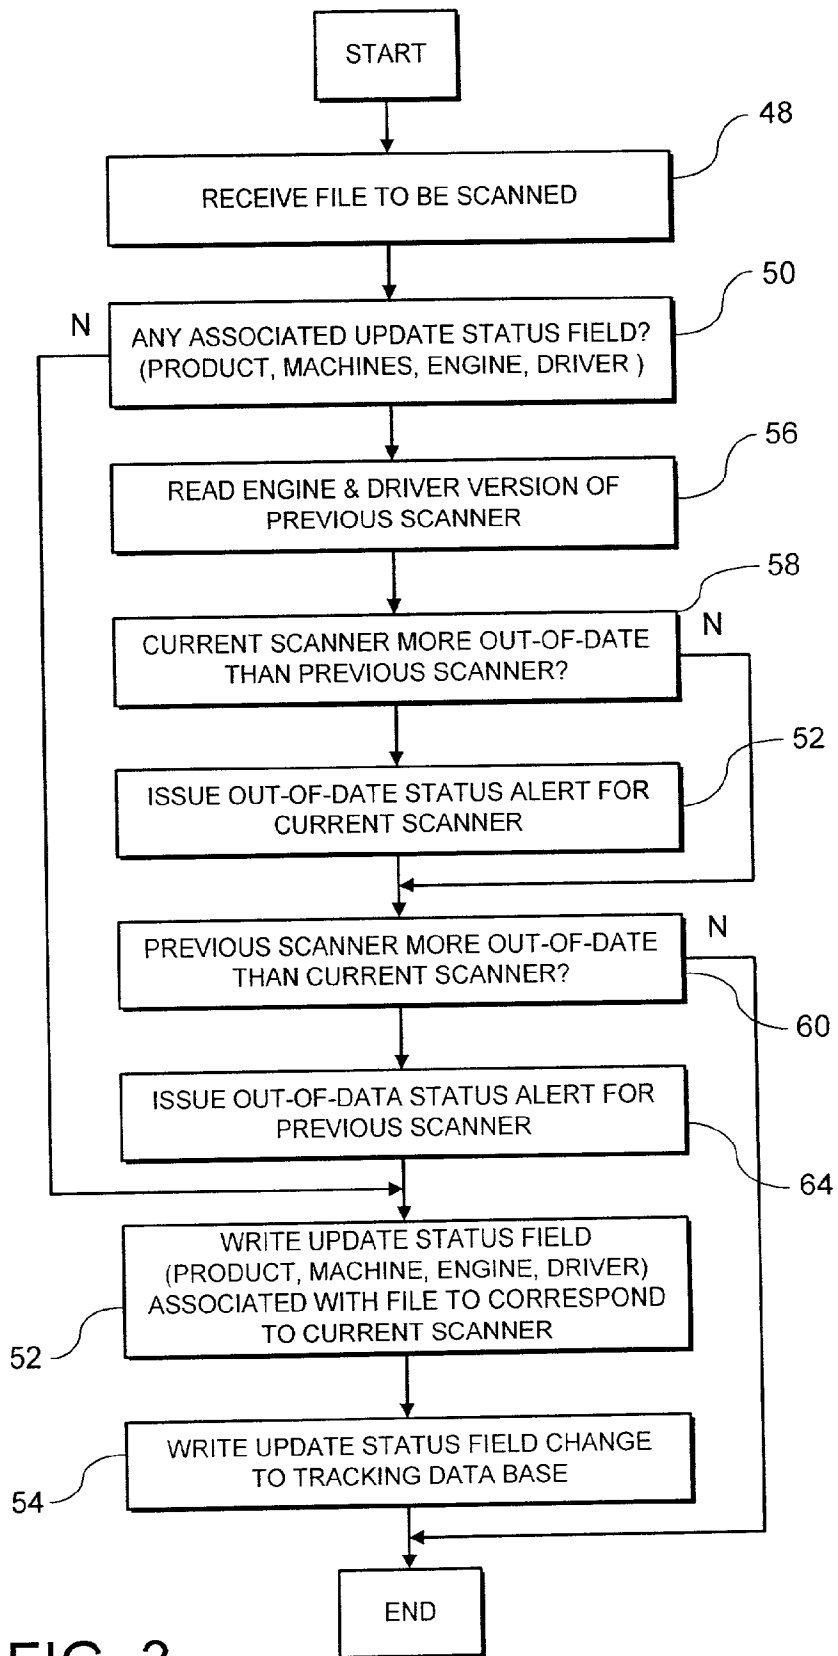 START
48
RECEIVE FILE TO BE SCANNED
50
N
ANY ASSOCIATED UPDATE STATUS FIELD?
(PRODUCT, MACHINES, ENGINE, DRIVER )
56
READ ENGINE & DRIVER VERSION OF
PREVIOUS SCANNER
58
N
CURRENT SCANNER MORE OUT-OF-DATE
THAN PREVIOUS SCANNER?
52
ISSUE OUT-OF-DATE STATUS ALERT FOR
CURRENT SCANNER
N
PREVIOUS SCANNER MORE OUT-OF-DATE
THAN CURRENT SCANNER?
60
ISSUE OUT-OF-DATA STATUS ALERT FOR
PREVIOUS SCANNER
64
WRITE UPDATE STATUS FIELD
(PRODUCT, MACHINE, ENGINE, DRIVER)
ASSOCIATED WITH FILE TO CORRESPOND
TO CURRENT SCANNER
52
WRITE UPDATE STATUS FIELD CHANGE
TO TRACKING DATA BASE
54
END
FIG.